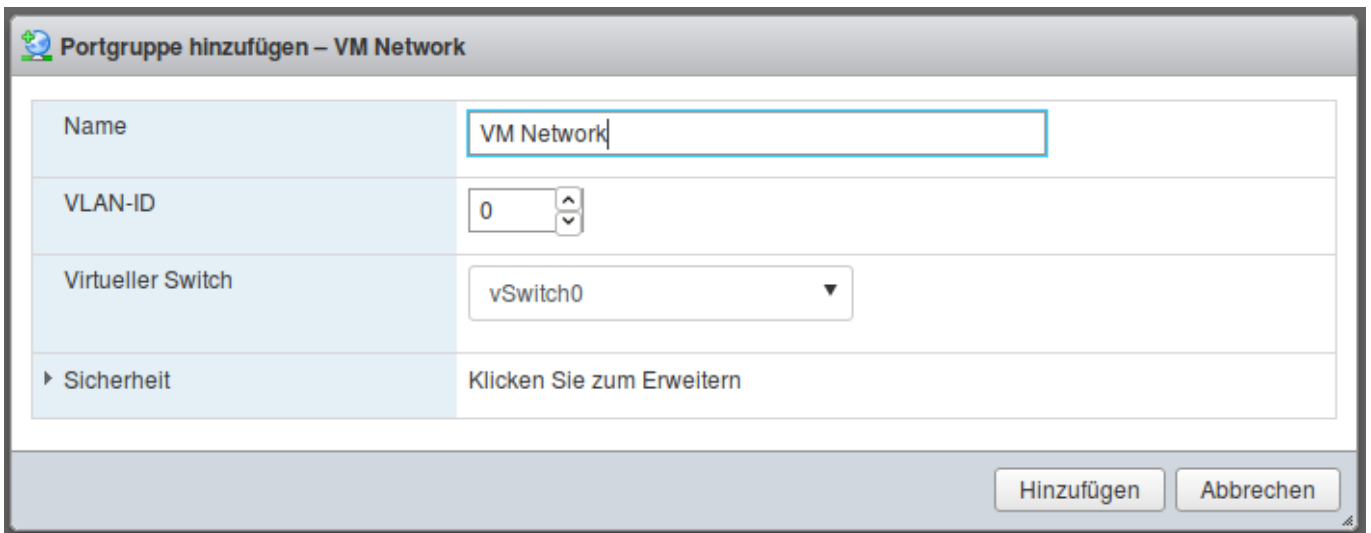 Portgruppe hinzufügen – VM Network
Name
VM Network
VLAN-ID
0
Virtueller Switch
vSwitch0
Sicherheit
Klicken Sie zum Erweitern
Hinzufügen
Abbrechen